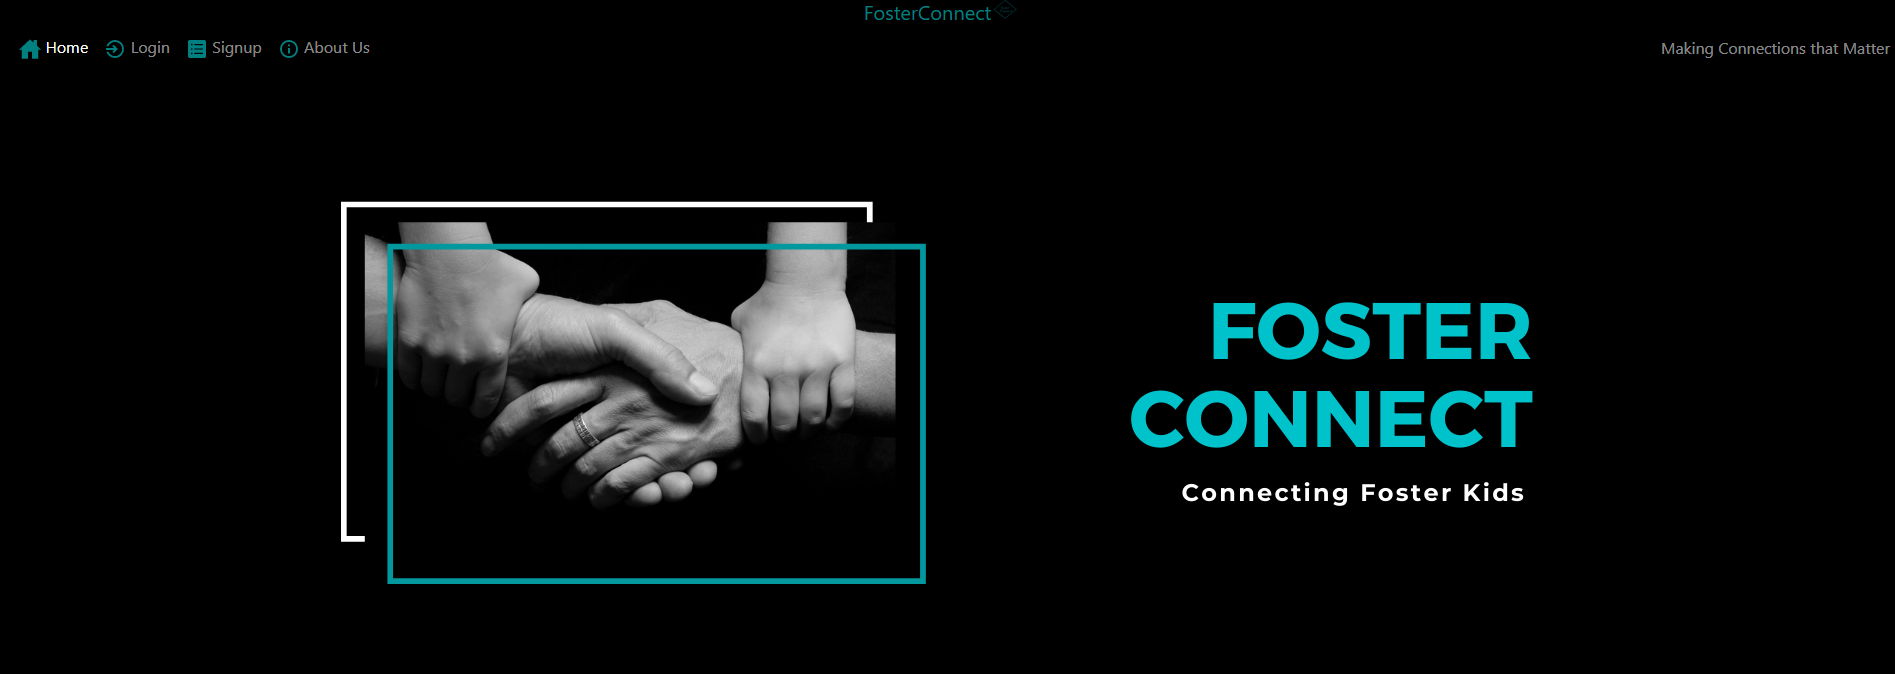 FosterConnect
Home Login Signup About Us
Making Connections that Matter
FOSTER
CONNECT
Connecting Foster Kids